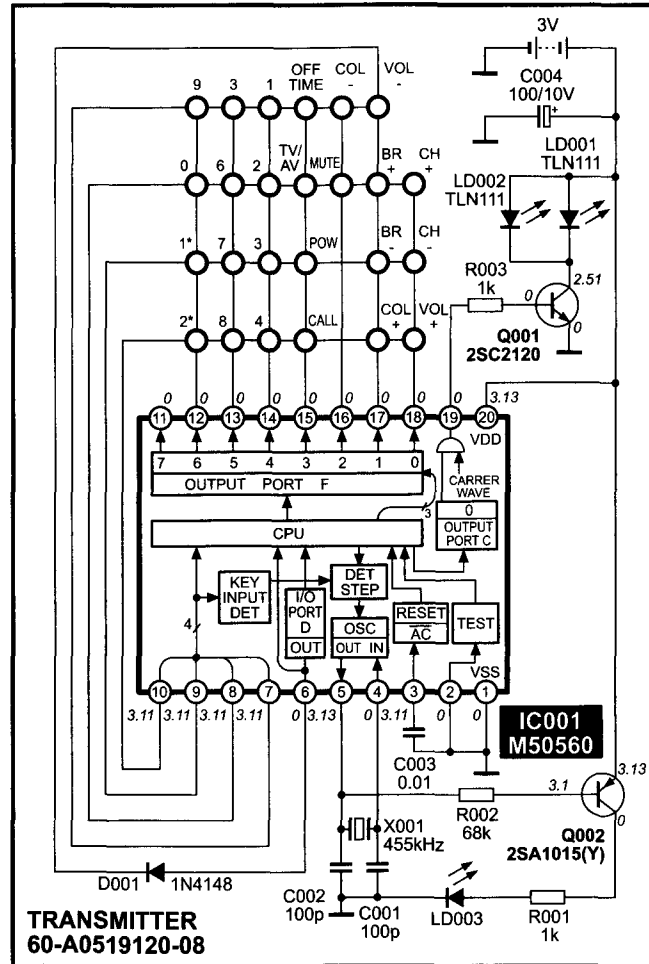 3V
C004
100/10V
+
LD001
TLN111
LD002
TLN111
R003
1k
2.51
0
0
Q001
2SC2120
9 3 1 OFF TIME COL - VOL -
0 6 2 TV/AV MUTE BR + CH +
1* 7 3 POW BR - CH -
2* 8 4 CALL COL + VOL +
0 0 0 0 0 0 0 0 0 3.13
11 12 13 14 15 16 17 18 19 20
VDD
7 6 5 4 3 2 1 0
OUTPUT PORT F
CARRER
WAVE
3
0
OUTPUT
PORT C
CPU
KEY
INPUT
DET
I/O
PORT
D
OUT
DET
STEP
OSC
OUT IN
RESET
AC
TEST
4
VSS
10 9 8 7 6 5 4 3 2 1
3.11 3.11 3.11 3.11 0 3.13 0 3.11 0 0
IC001
M50560
C003
0.01
3.1
3.13
0
R002
68k
Q002
2SA1015(Y)
X001
455kHz
D001 1N4148
C002
100p
C001
100p
LD003
R001
1k
TRANSMITTER
60-A0519120-08